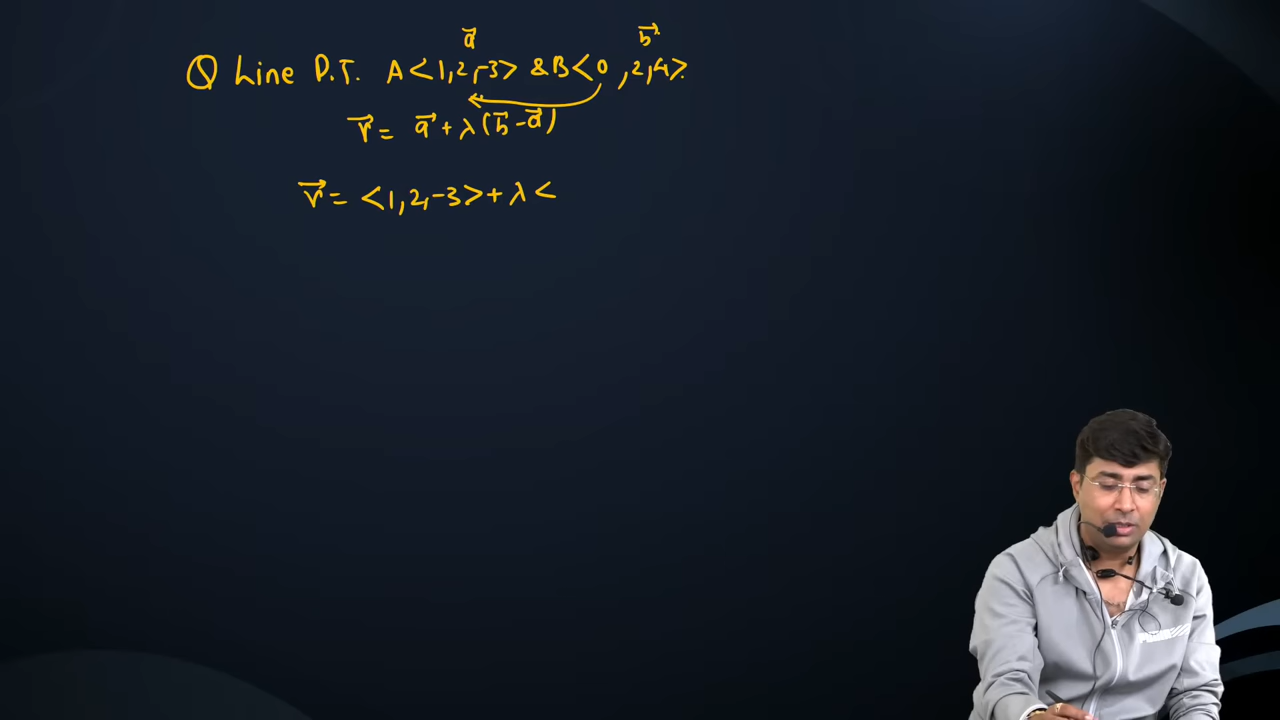 Q Line P.T. A<1,2,-3> & B<0,2,4>
a⃗ b⃗
r⃗ = a⃗ + λ(b⃗ - a⃗)
r⃗ = <1,2,-3> + λ<